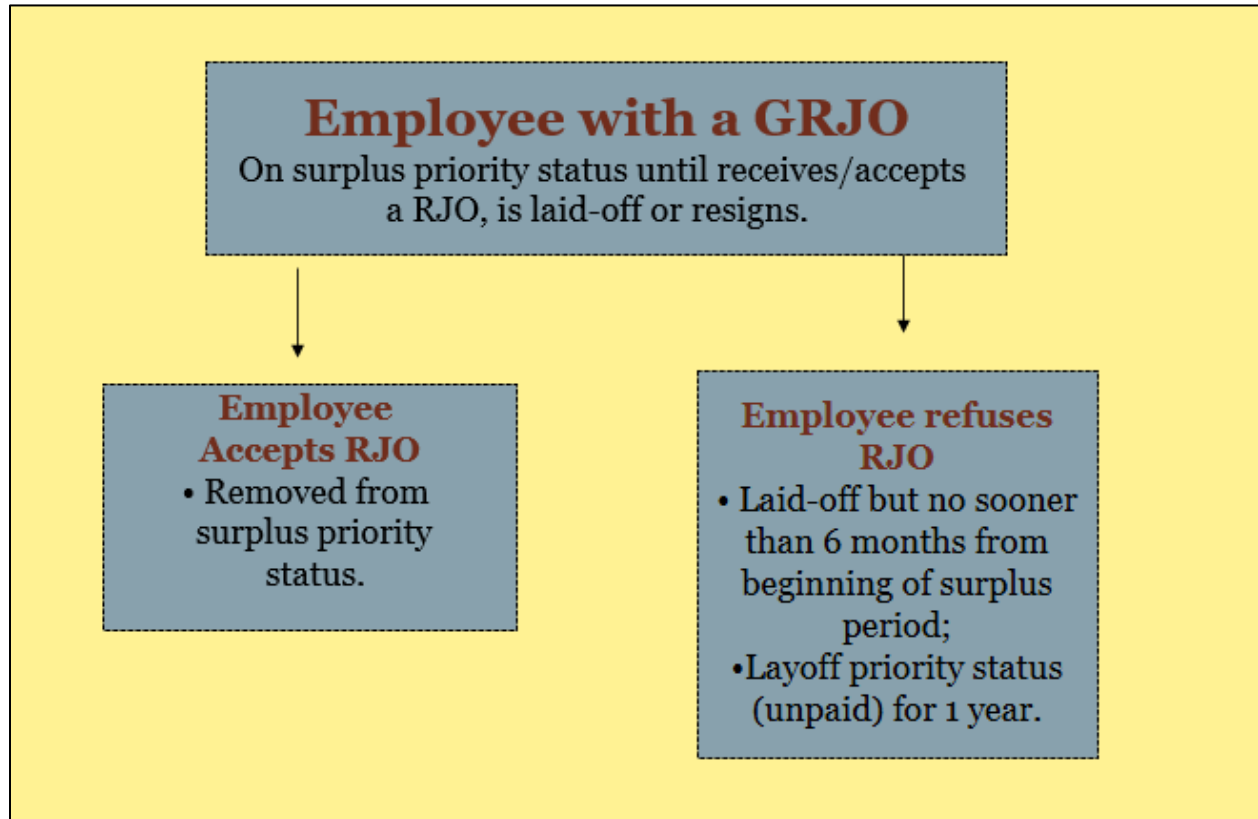 Employee with a GRJO
On surplus priority status until receives/accepts
a RJO, is laid-off or resigns.
Employee
Accepts RJO
• Removed from
surplus priority
status.
Employee refuses
RJO
• Laid-off but no sooner
than 6 months from
beginning of surplus
period;
•Layoff priority status
(unpaid) for 1 year.